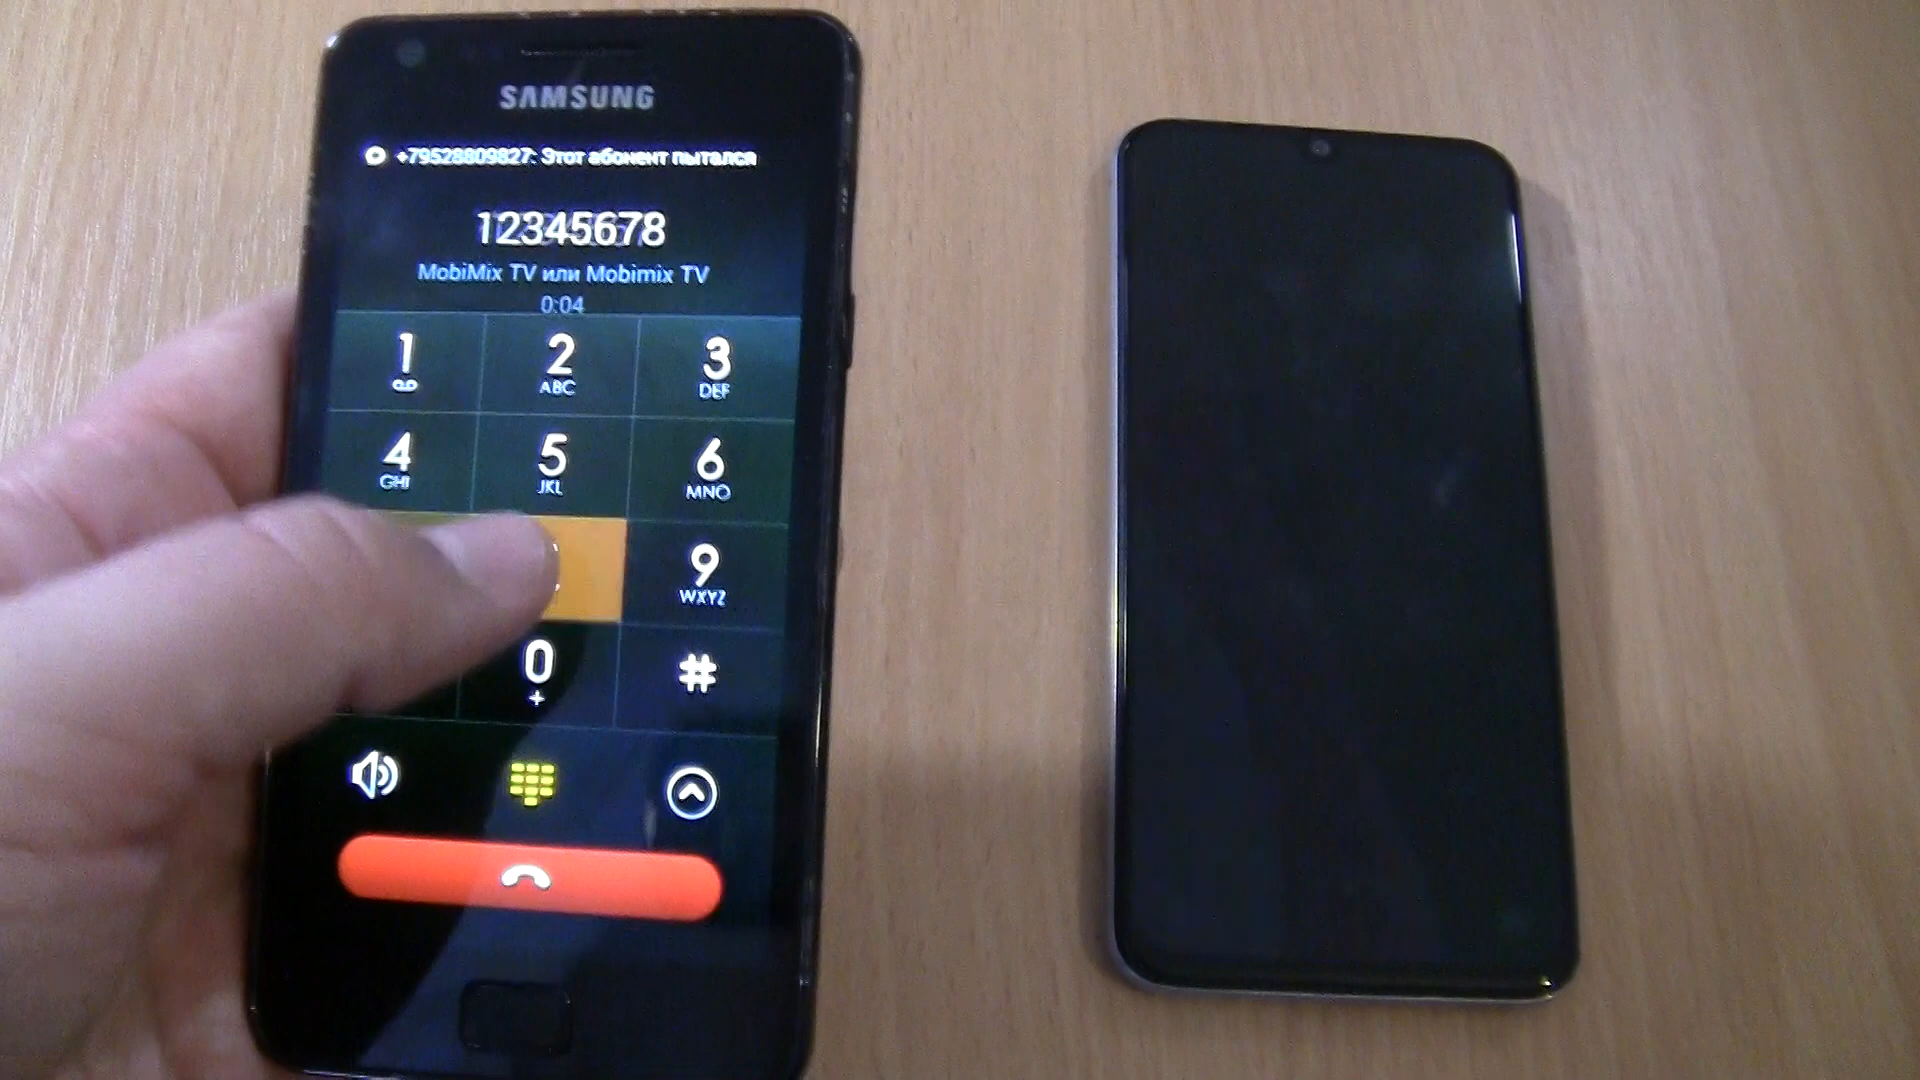 SAMSUNG
+79528809827: Этот абонент пытался
12345678
MobiMix TV или Mobimix TV
0:04
1 2 3
ABC DEF
4 5 6
GHI JKL MNO
9
WXYZ
0 #
+